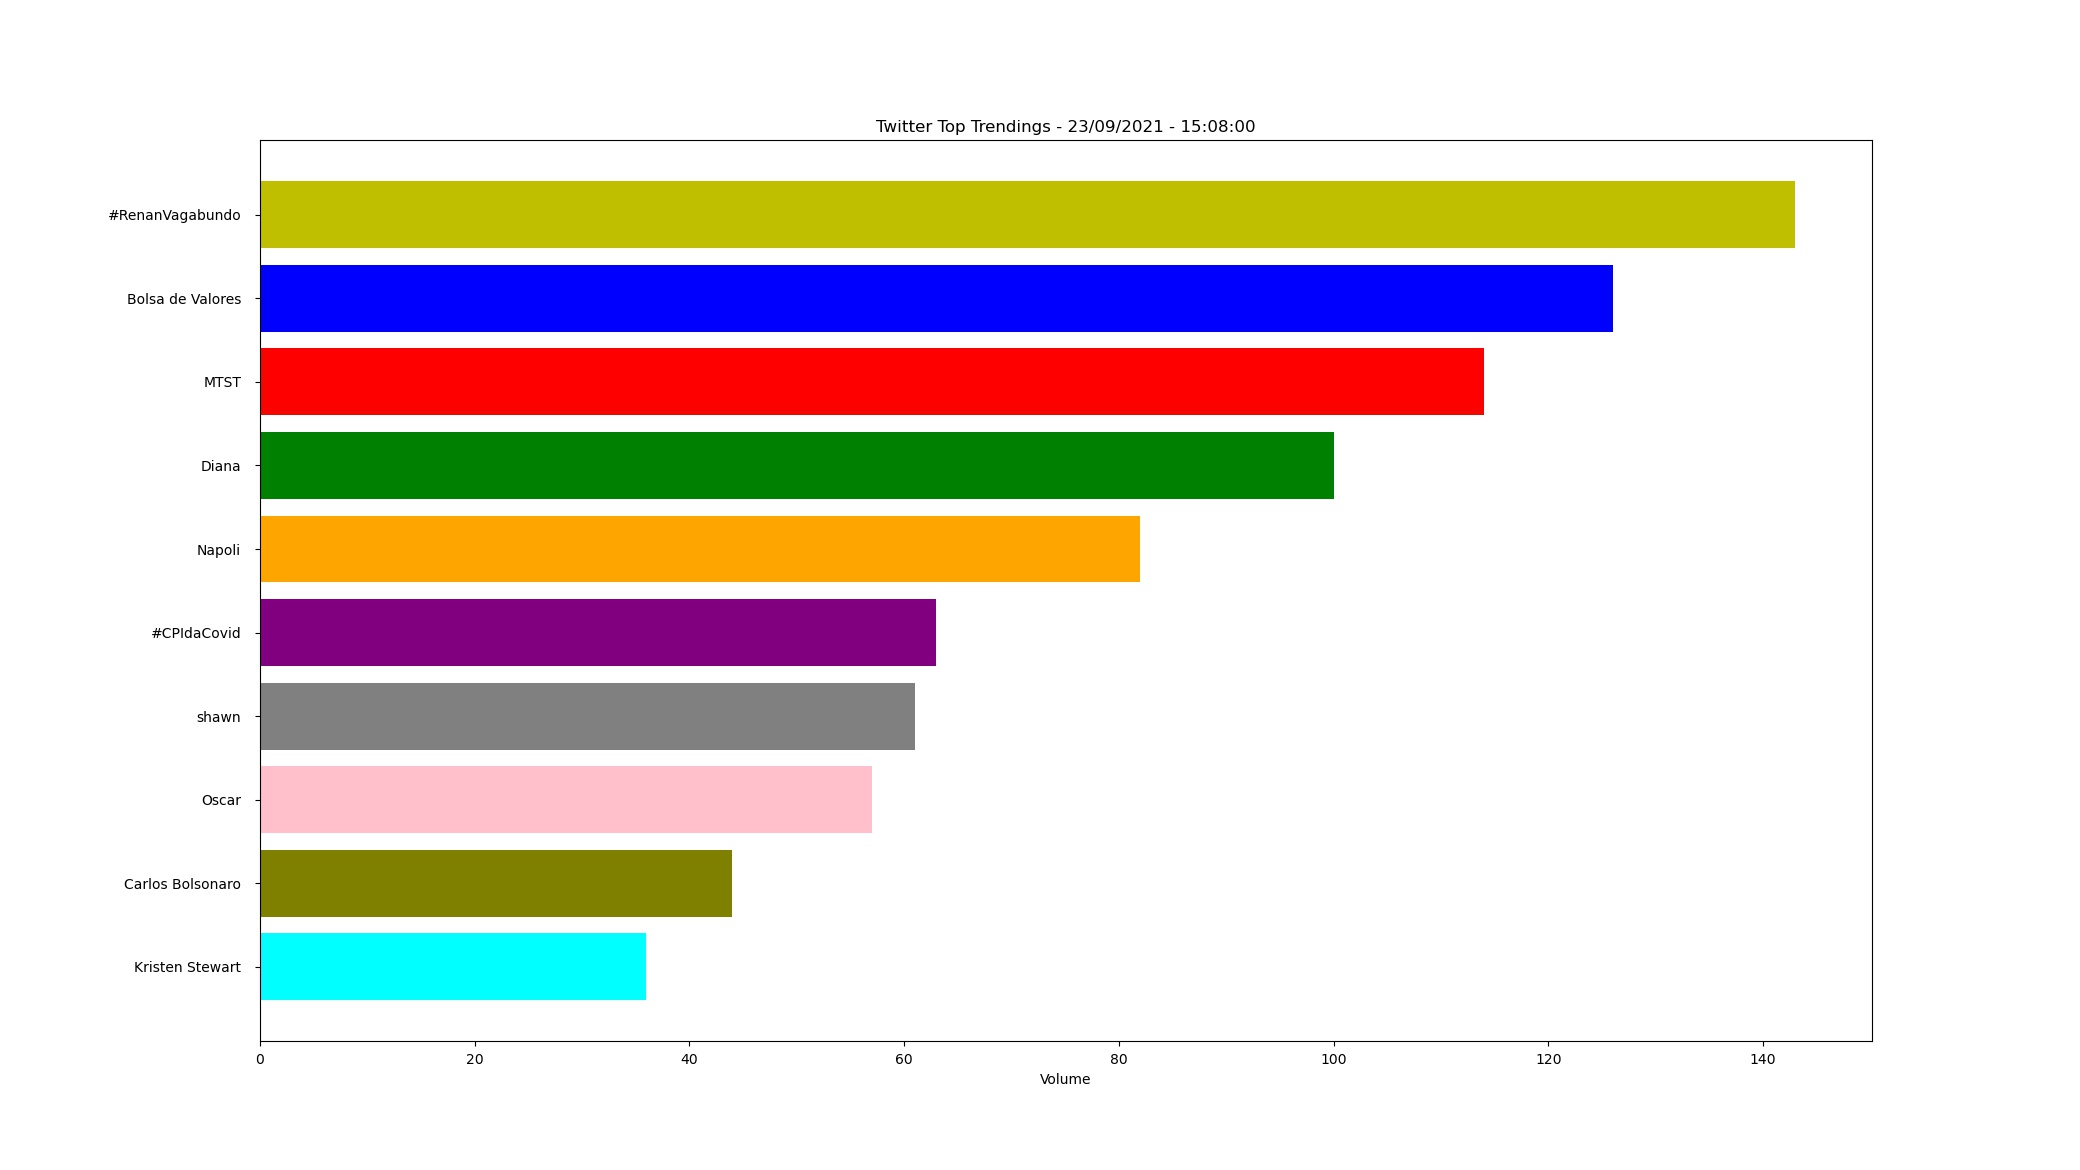 Twitter Top Trendings - 23/09/2021 - 15:08:00
#RenanVagabundo
Bolsa de Valores
MTST
Diana
Napoli
#CPIdaCovid
shawn
Oscar
Carlos Bolsonaro
Kristen Stewart
0 20 40 60 80 100 120 140
Volume